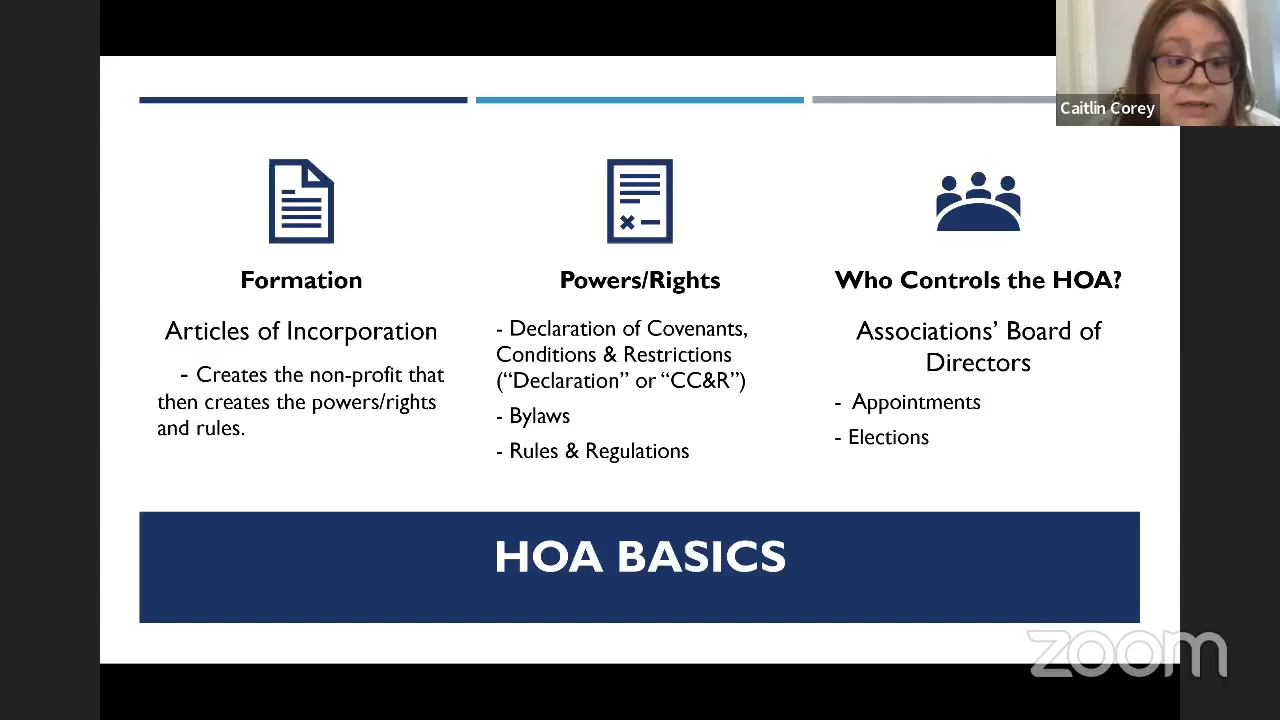 Caitlin Corey
Formation
Articles of Incorporation
- Creates the non-profit that
then creates the powers/rights
and rules.
Powers/Rights
- Declaration of Covenants,
Conditions & Restrictions
(“Declaration” or “CC&R”)
- Bylaws
- Rules & Regulations
Who Controls the HOA?
Associations’ Board of
Directors
- Appointments
- Elections
HOA BASICS
zoom